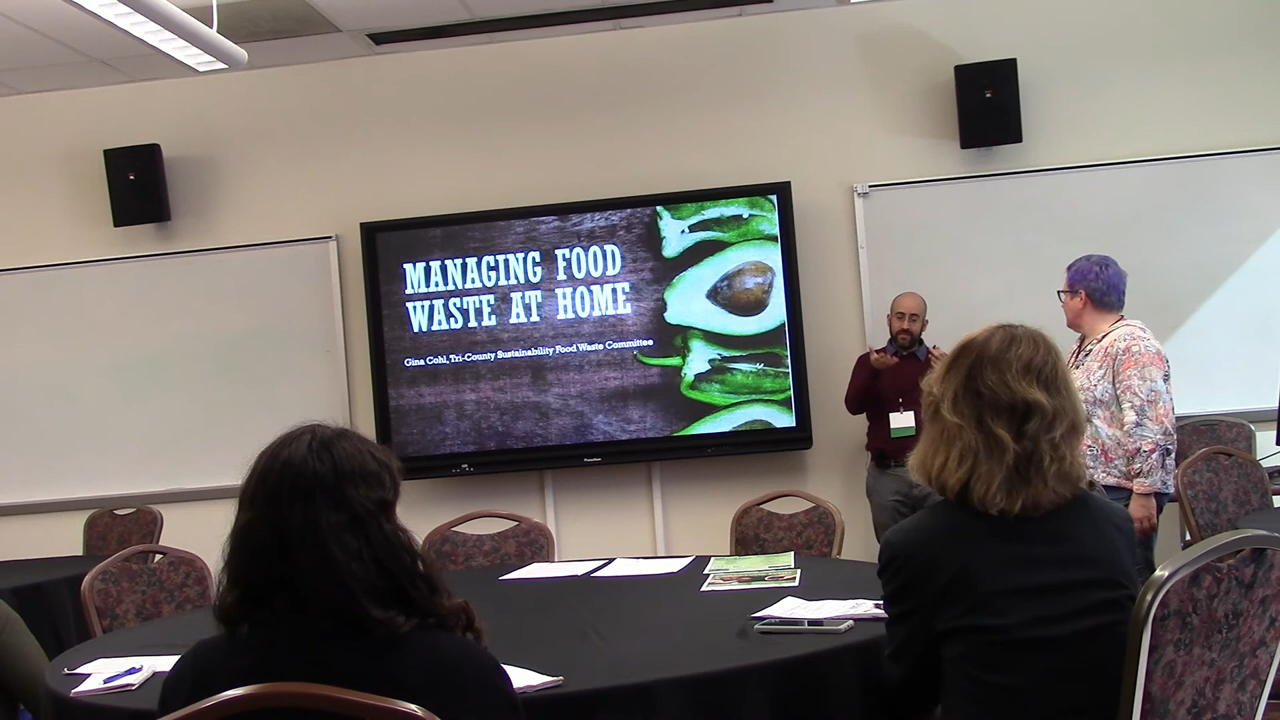 MANAGING FOOD
WASTE AT HOME
Gina Cohl, Tri-County Sustainability Food Waste Committee